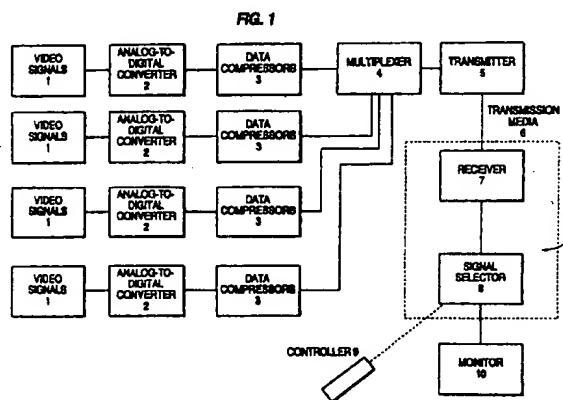 FIG. 1
VIDEO
SIGNALS
1
ANALOG-TO-
DIGITAL
CONVERTER
2
DATA
COMPRESSORS
3
MULTIPLEXER
4
TRANSMITTER
5
VIDEO
SIGNALS
1
ANALOG-TO-
DIGITAL
CONVERTER
2
DATA
COMPRESSORS
3
TRANSMISSION
MEDIA
6
VIDEO
SIGNALS
1
ANALOG-TO-
DIGITAL
CONVERTER
2
DATA
COMPRESSORS
3
RECEIVER
7
VIDEO
SIGNALS
1
ANALOG-TO-
DIGITAL
CONVERTER
2
DATA
COMPRESSORS
3
SIGNAL
SELECTOR
8
CONTROLLER 9
MONITOR
10